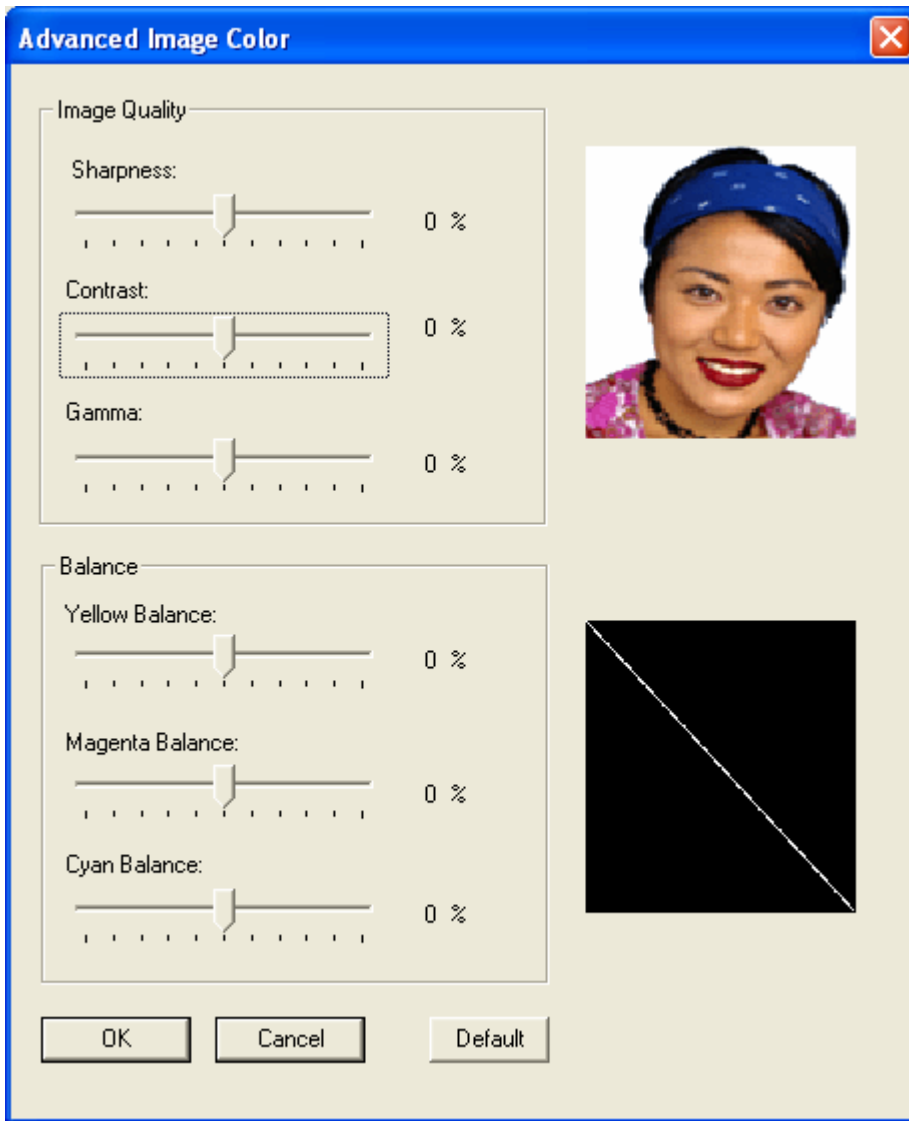 Advanced Image Color
Image Quality
Sharpness:
0 %
Contrast:
0 %
Gamma:
0 %
Balance
Yellow Balance:
0 %
Magenta Balance:
0 %
Cyan Balance:
0 %
OK Cancel Default